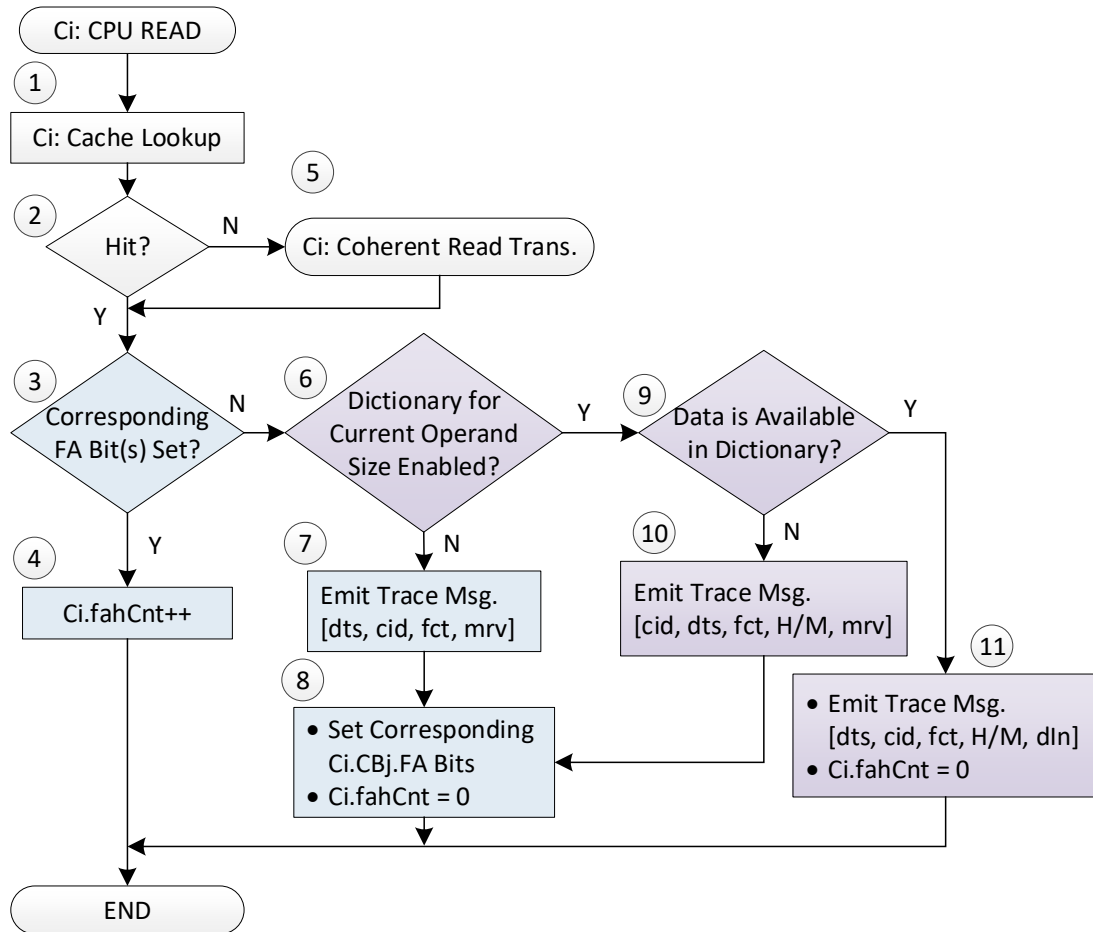 Ci: CPU READ
1
Ci: Cache Lookup
5
2
Hit?
N
Ci: Coherent Read Trans.
Y
3
Corresponding
FA Bit(s) Set?
N
6
Dictionary for
Current Operand
Size Enabled?
Y
9
Data is Available
in Dictionary?
Y
Y
4
Ci.fahCnt++
N
7
Emit Trace Msg.
[dts, cid, fct, mrv]
N
10
Emit Trace Msg.
[cid, dts, fct, H/M, mrv]
8
• Set Corresponding
Ci.CBj.FA Bits
• Ci.fahCnt = 0
11
• Emit Trace Msg.
[dts, cid, fct, H/M, dIn]
• Ci.fahCnt = 0
END